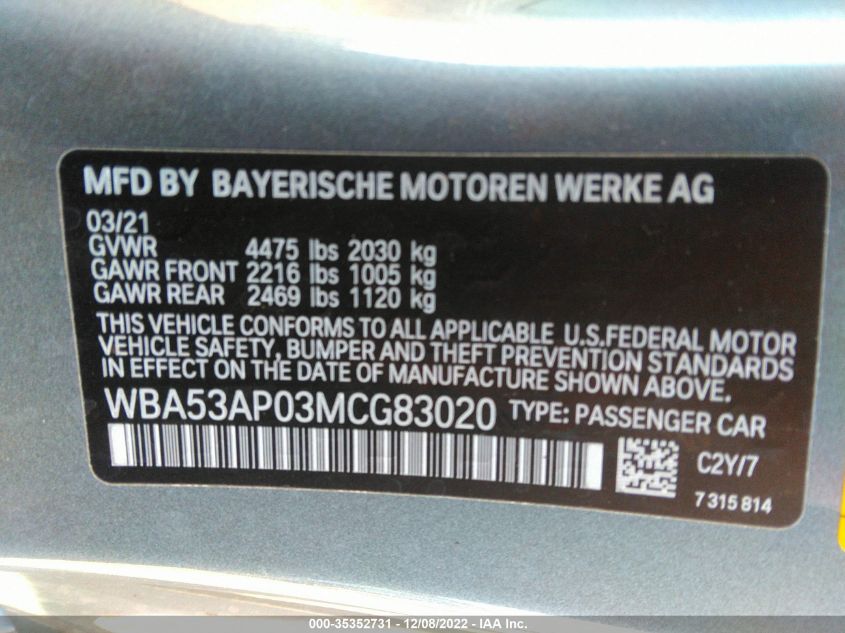 MFD BY BAYERISCHE MOTOREN WERKE AG
03/21
GVWR 4475 lbs 2030 kg
GAWR FRONT 2216 lbs 1005 kg
GAWR REAR 2469 lbs 1120 kg
THIS VEHICLE CONFORMS TO ALL APPLICABLE U.S.FEDERAL MOTOR
VEHICLE SAFETY, BUMPER AND THEFT PREVENTION STANDARDS
IN EFFECT ON THE DATE OF MANUFACTURE SHOWN ABOVE.
WBA53AP03MCG83020 TYPE: PASSENGER CAR
C2Y/7
7 315 814
000-35352731 - 12/08/2022 - IAA Inc.